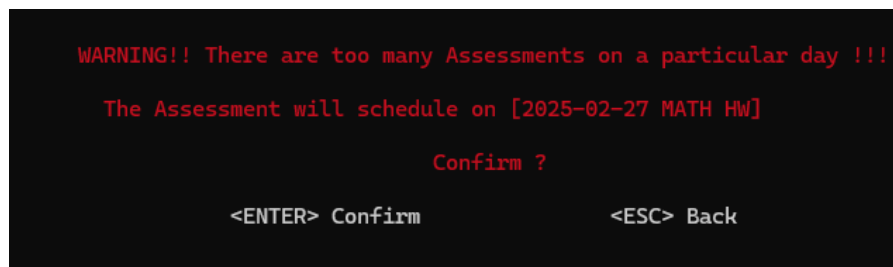 WARNING!! There are too many Assessments on a particular day !!!
The Assessment will schedule on [2025-02-27 MATH HW]
Confirm ?
<ENTER> Confirm <ESC> Back